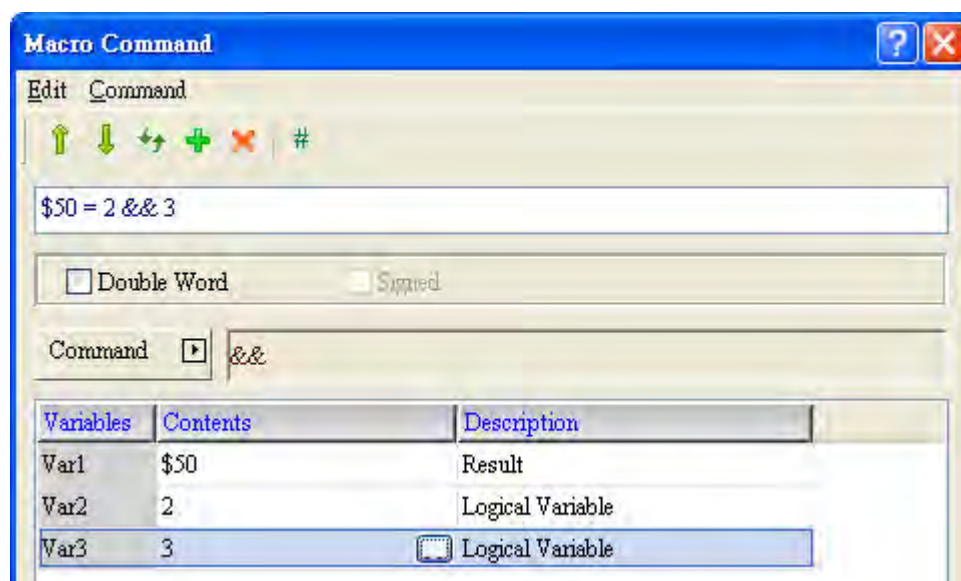 Macro Command
Edit Command
#
$50 = 2 && 3
Double Word Signed
Command &&
Variables Contents Description
Var1 $50 Result
Var2 2 Logical Variable
Var3 3 Logical Variable